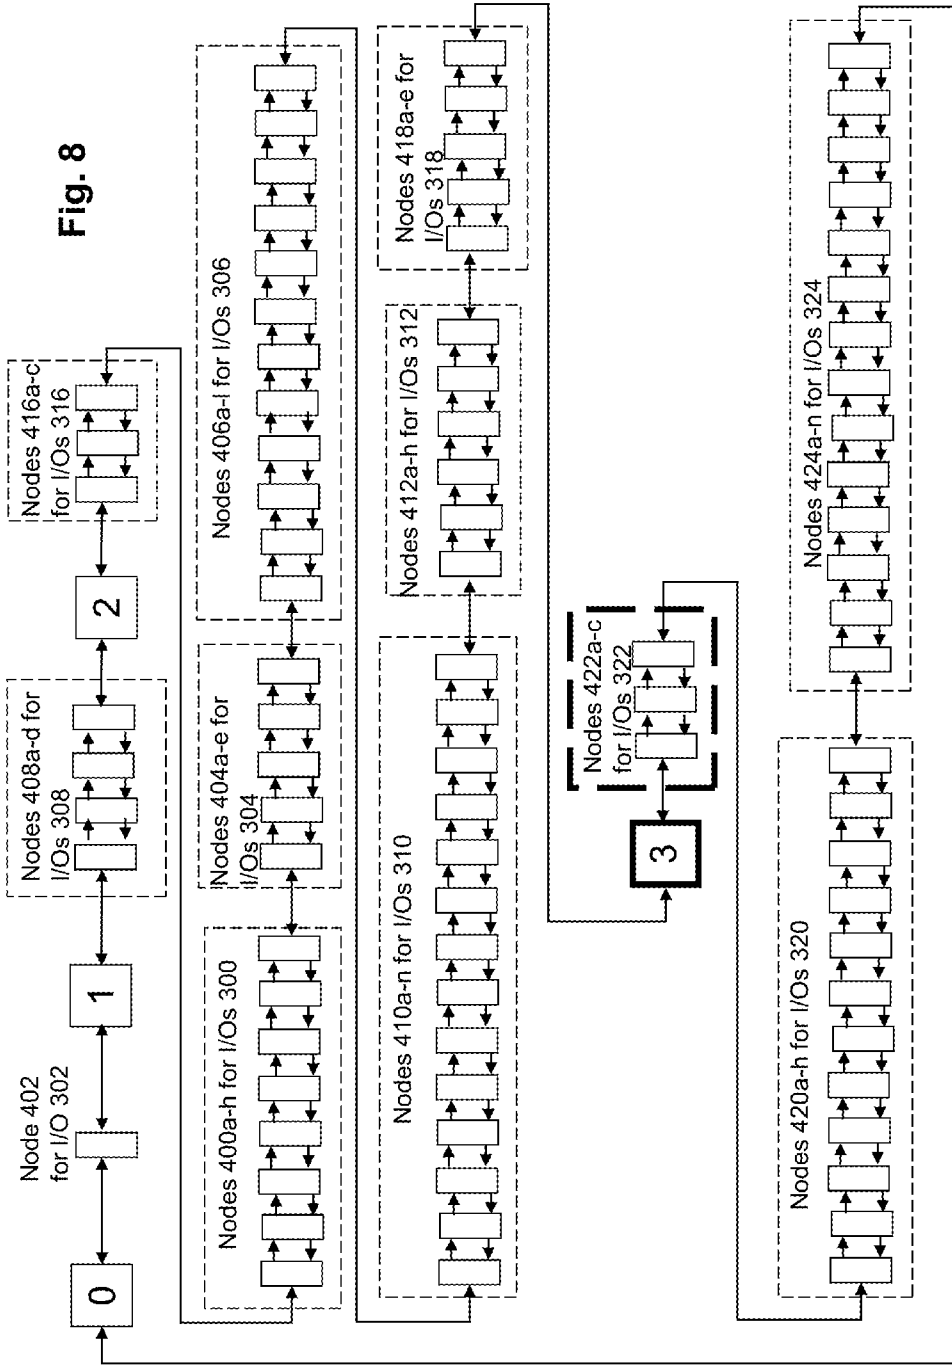 Fig. 8
0
Node 402
for I/O 302
1
Nodes 408a-d for
I/Os 308
2
Nodes 416a-c
for I/Os 316
Nodes 400a-h for I/Os 300
Nodes 404a-e for
I/Os 304
Nodes 406a-l for I/Os 306
Nodes 410a-n for I/Os 310
Nodes 412a-h for I/Os 312
Nodes 418a-e for
I/Os 318
3
Nodes 422a-c
for I/Os 322
Nodes 420a-h for I/Os 320
Nodes 424a-n for I/Os 324